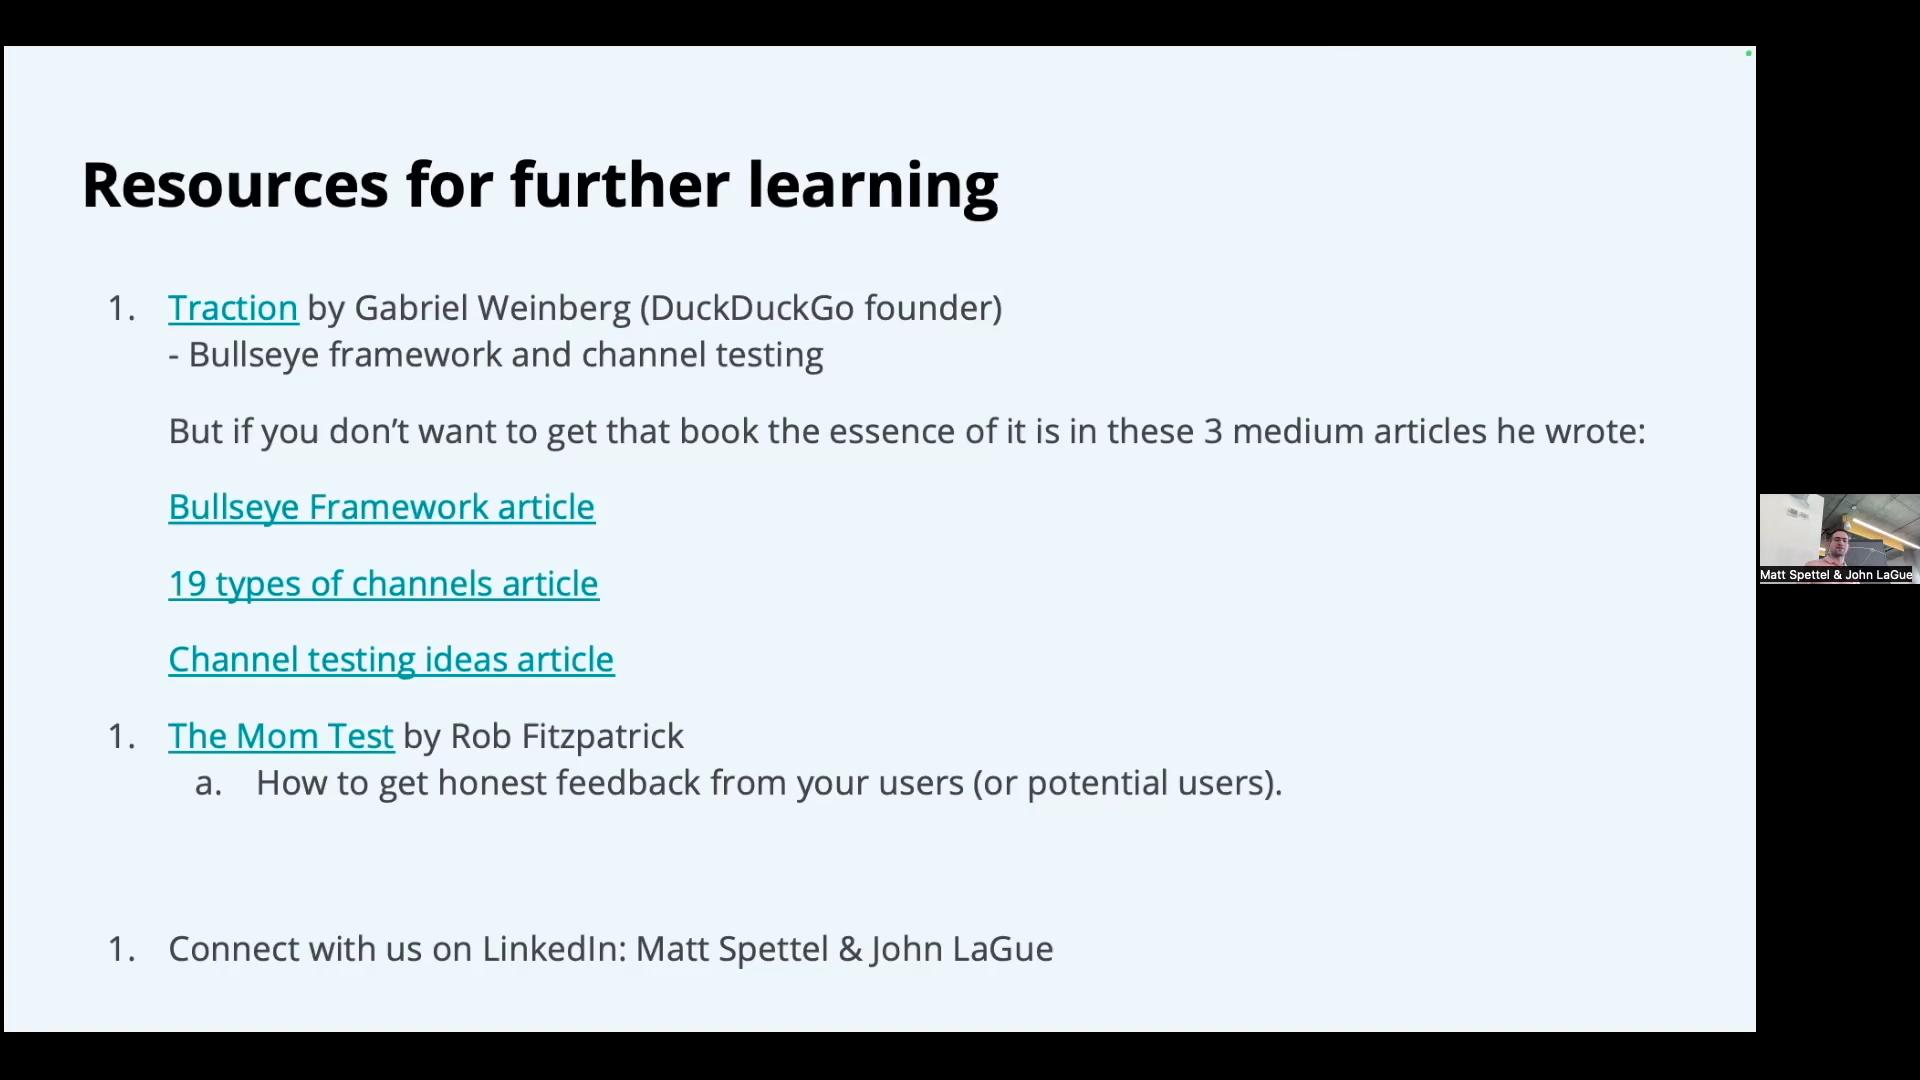 Resources for further learning
1. Traction by Gabriel Weinberg (DuckDuckGo founder)
- Bullseye framework and channel testing
But if you don’t want to get that book the essence of it is in these 3 medium articles he wrote:
Bullseye Framework article
19 types of channels article
Channel testing ideas article
1. The Mom Test by Rob Fitzpatrick
a. How to get honest feedback from your users (or potential users).
1. Connect with us on LinkedIn: Matt Spettel & John LaGue
Matt Spettel & John LaGue